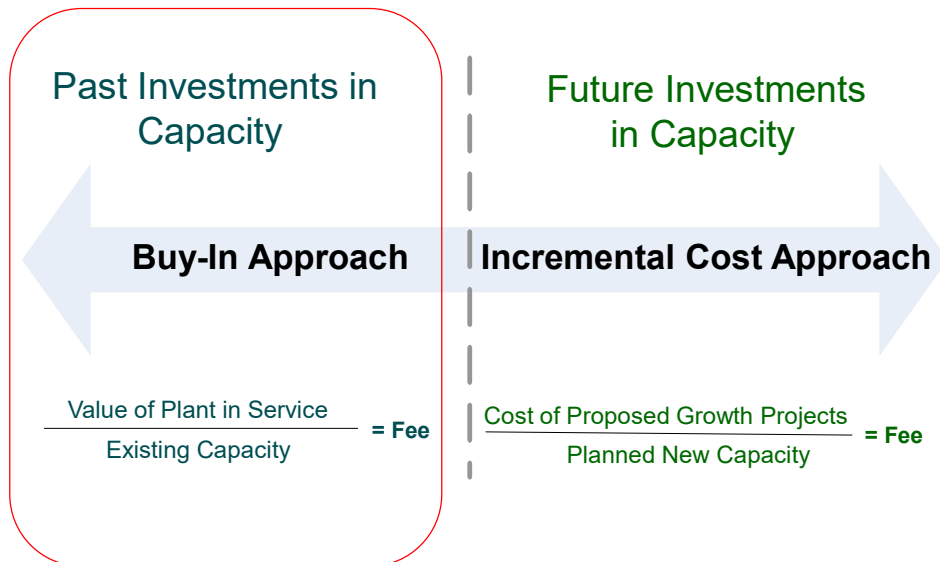 Past Investments in
Capacity
Future Investments
in Capacity
Buy-In Approach
Incremental Cost Approach
Value of Plant in Service
Existing Capacity
= Fee
Cost of Proposed Growth Projects
Planned New Capacity
= Fee